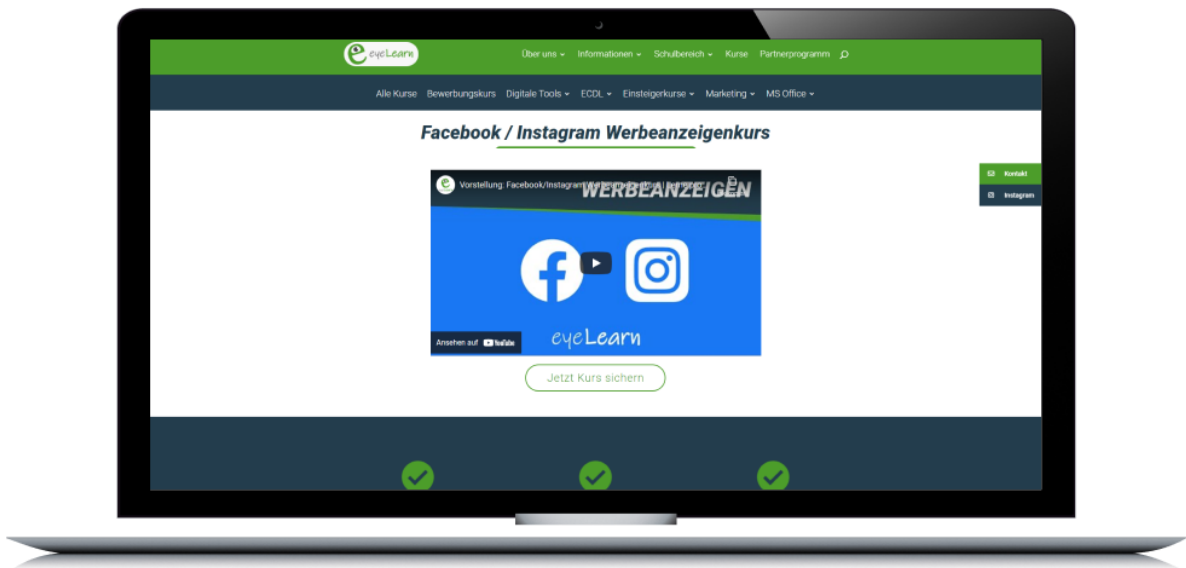 eyeLearn
Über uns Informationen Schulbereich Kurse Partnerprogramm
Alle Kurse Bewerbungskurs Digitale Tools ECDL Einsteigerkurse Marketing MS Office
Facebook / Instagram Werbeanzeigenkurs
Kontakt
Instagram
Vorstellung: Facebook/Instagram
WERBEANZEIGEN
Ansehen auf YouTube
eyeLearn
Jetzt Kurs sichern